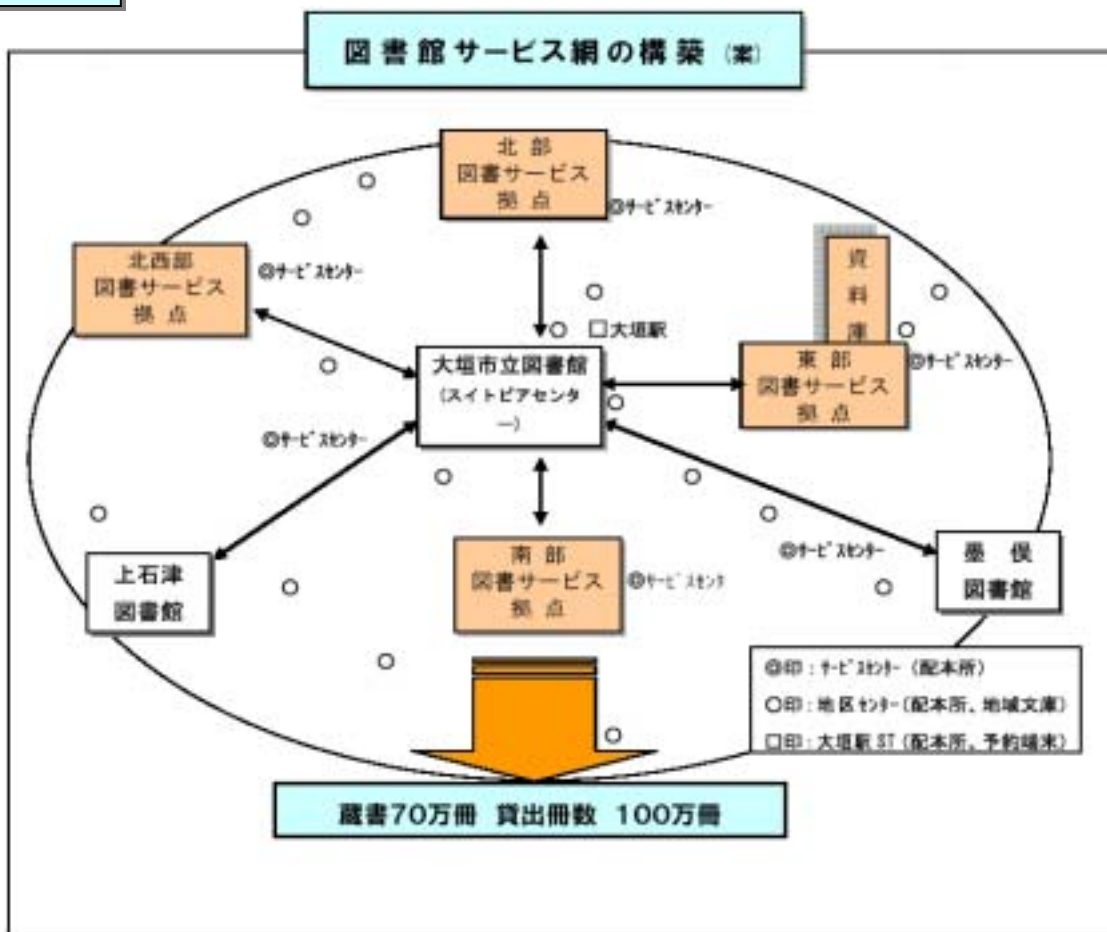 図書館サービス網の構築（案）
北部
図書サービス
拠点
◎ｻｰﾋﾞｽｾﾝﾀｰ
北西部
図書サービス
拠点
◎ｻｰﾋﾞｽｾﾝﾀｰ
資
料
庫
□大垣駅
東部
図書サービス
拠点
◎ｻｰﾋﾞｽｾﾝﾀｰ
大垣市立図書館
(スイトピアセンタ
ー)
◎ｻｰﾋﾞｽｾﾝﾀｰ
南部
図書サービス
拠点
◎ｻｰﾋﾞｽｾﾝﾀ
◎ｻｰﾋﾞｽｾﾝﾀｰ
上石津
図書館
墨俣
図書館
◎印：ｻｰﾋﾞｽｾﾝﾀｰ（配本所）
○印：地区ｾﾝﾀｰ(配本所、地域文庫)
□印：大垣駅ST(配本所、予約端末)
蔵書70万冊 貸出冊数 100万冊